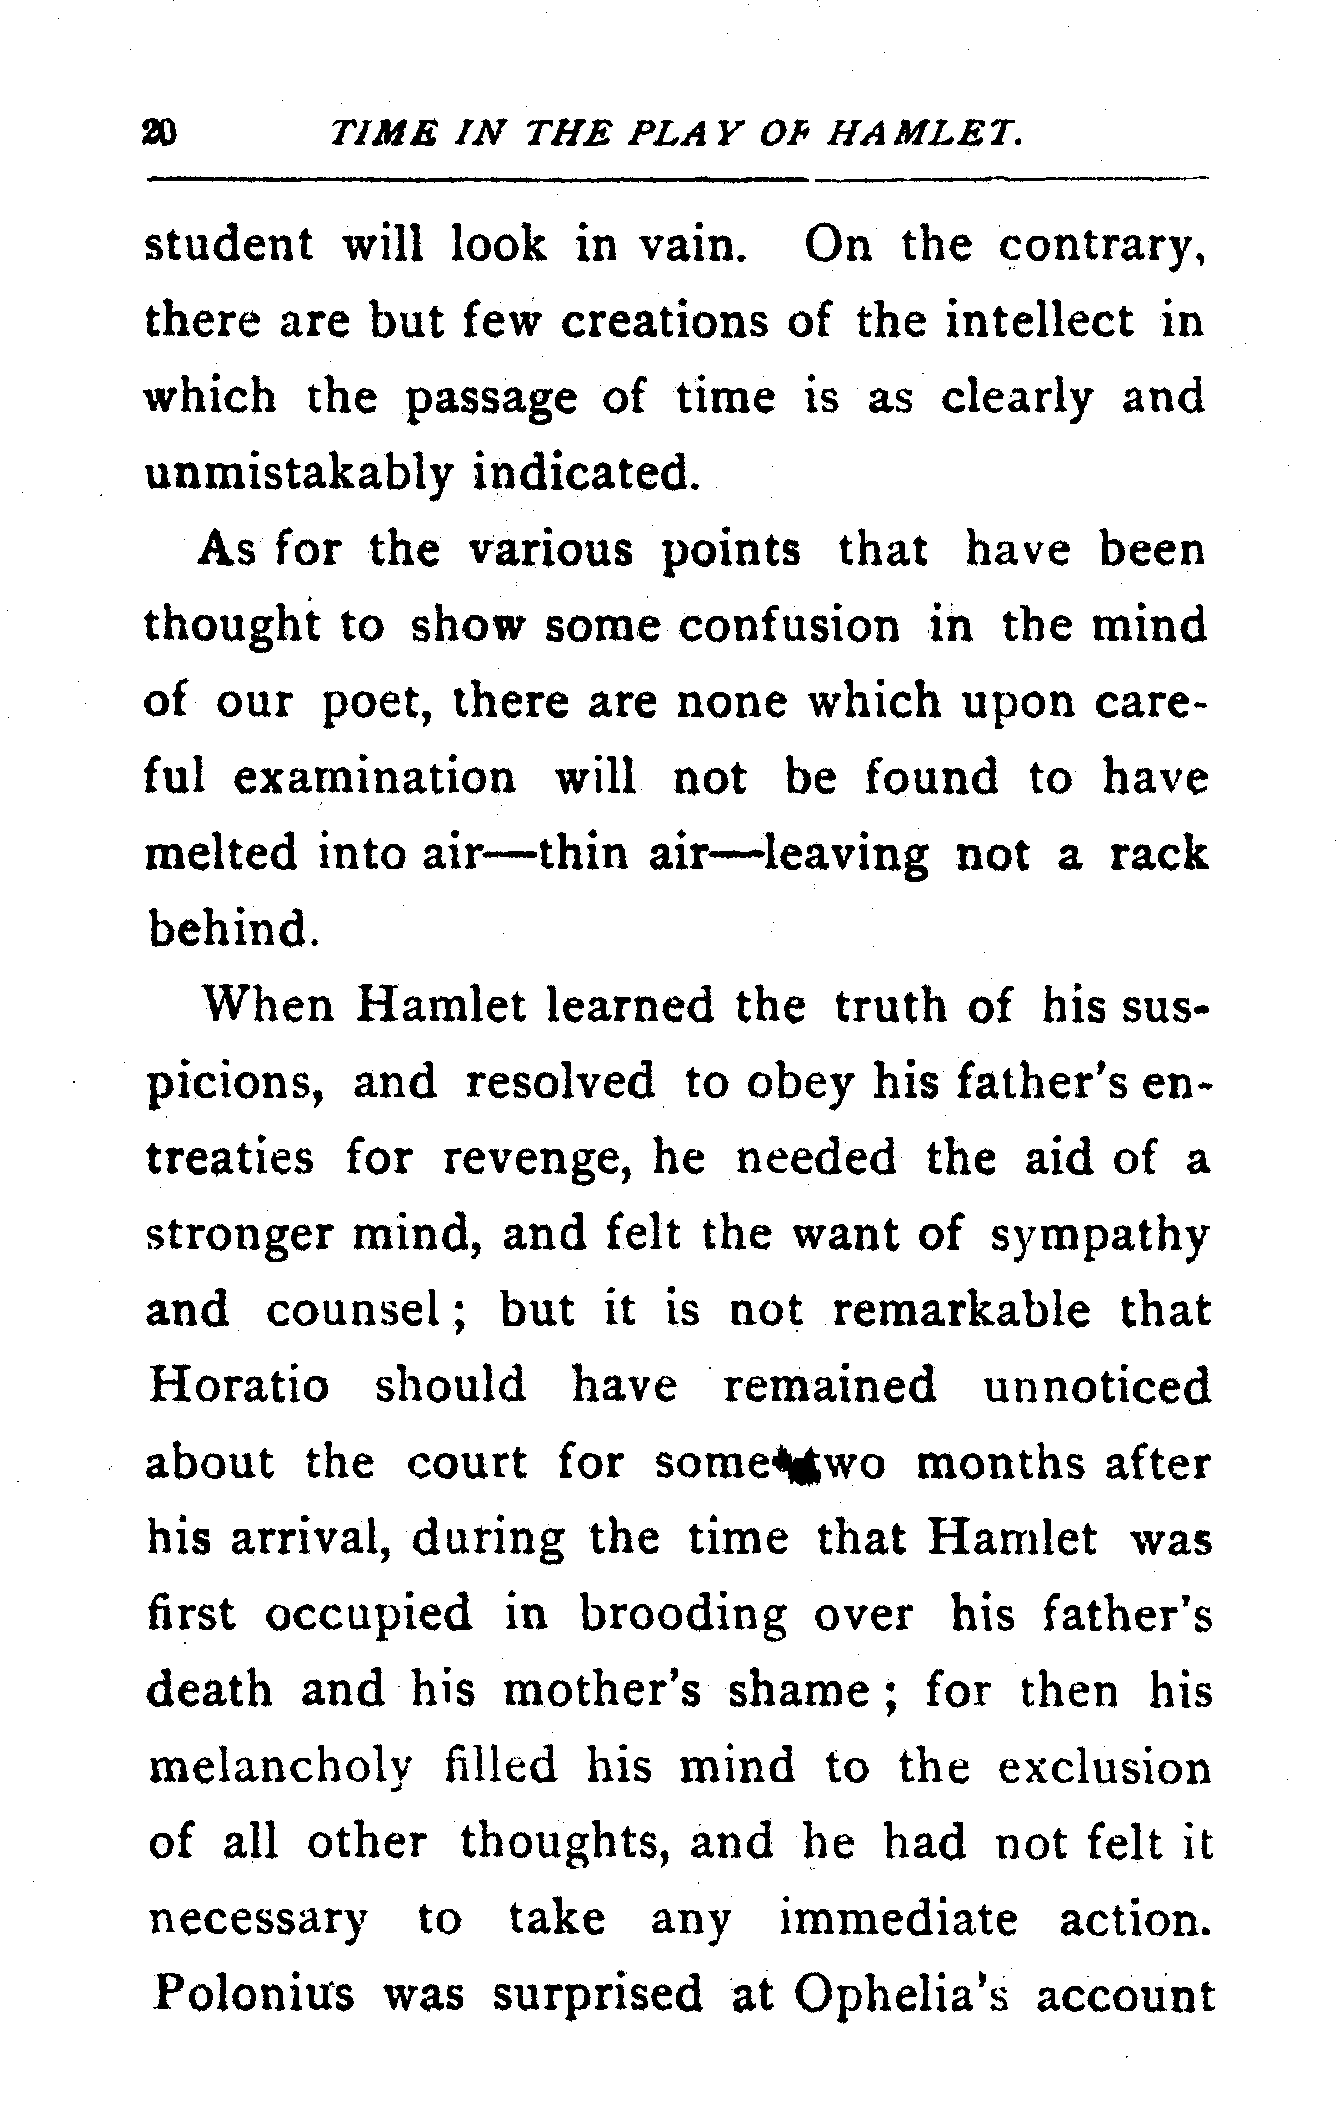 20 TIME IN THE PLAY OF HAMLET.
student will look in vain. On the contrary,
there are but few creations of the intellect in
which the passage of time is as clearly and
unmistakably indicated.
As for the various points that have been
thought to show some confusion in the mind
of our poet, there are none which upon care-
ful examination will not be found to have
melted into air—thin air—leaving not a rack
behind.
When Hamlet learned the truth of his sus-
picions, and resolved to obey his father's en-
treaties for revenge, he needed the aid of a
stronger mind, and felt the want of sympathy
and counsel; but it is not remarkable that
Horatio should have remained unnoticed
about the court for some two months after
his arrival, during the time that Hamlet was
first occupied in brooding over his father's
death and his mother's shame; for then his
melancholy filled his mind to the exclusion
of all other thoughts, and he had not felt it
necessary to take any immediate action.
Polonius was surprised at Ophelia's account